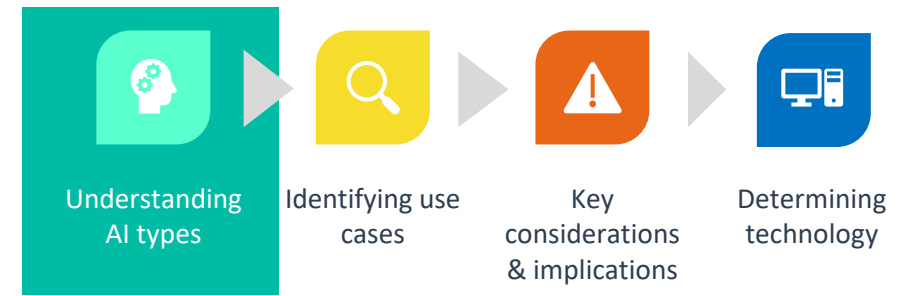 Understanding
AI types
Identifying use
cases
Key
considerations
& implications
Determining
technology